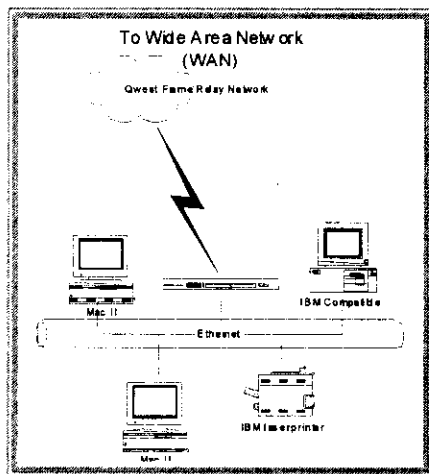 To Wide Area Network
(WAN)
Qwest Frame Relay Network
Mac II
IBM Compatible
Ethernet
Mac II
IBM laserprinter